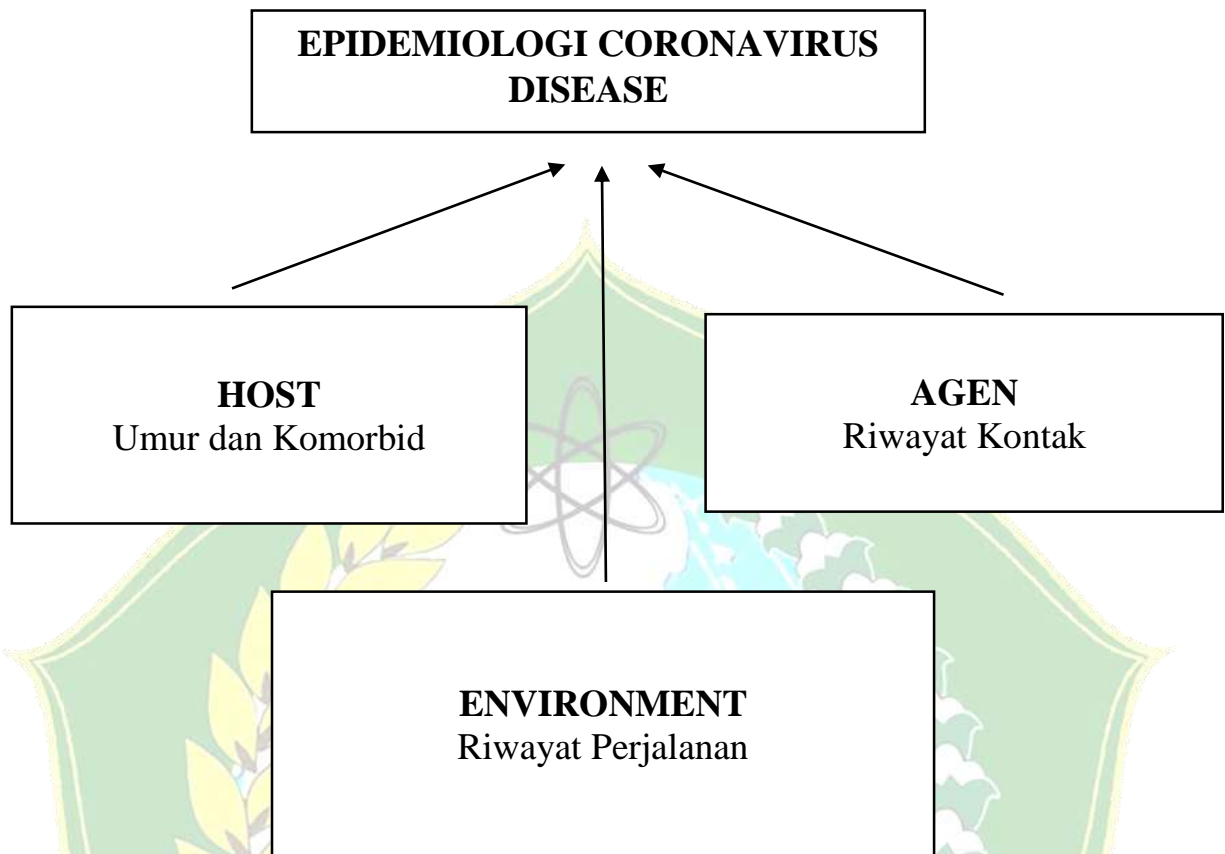 EPIDEMIOLOGI CORONAVIRUS
DISEASE
HOST
Umur dan Komorbid
AGEN
Riwayat Kontak
ENVIRONMENT
Riwayat Perjalanan